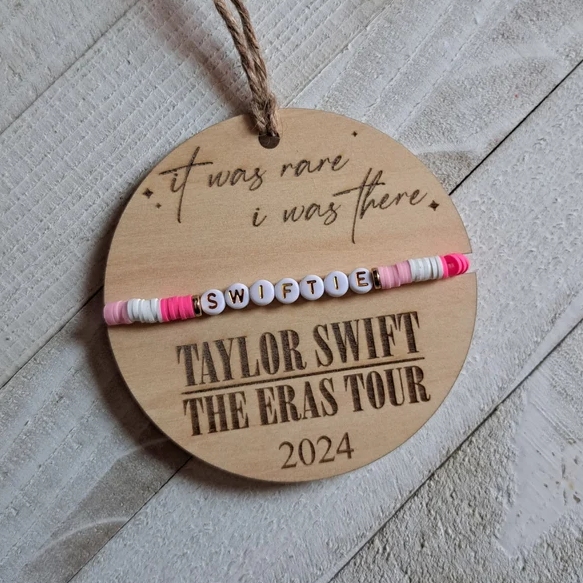 it was rare
i was there
SWIFTIE
TAYLOR SWIFT
THE ERAS TOUR
2024